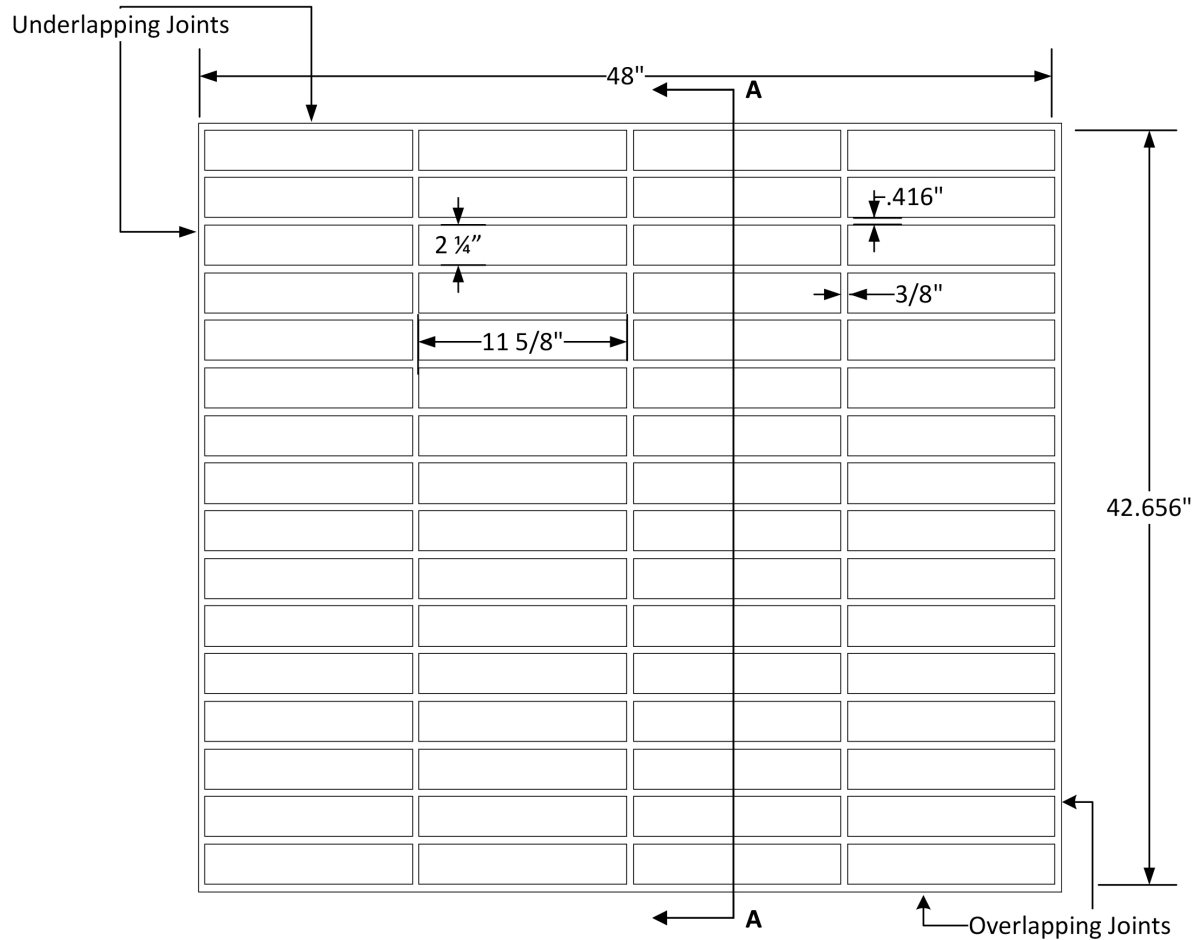 Underlapping Joints
48"
A
.416"
2 ¼”
3/8"
11 5/8"
42.656"
A
Overlapping Joints